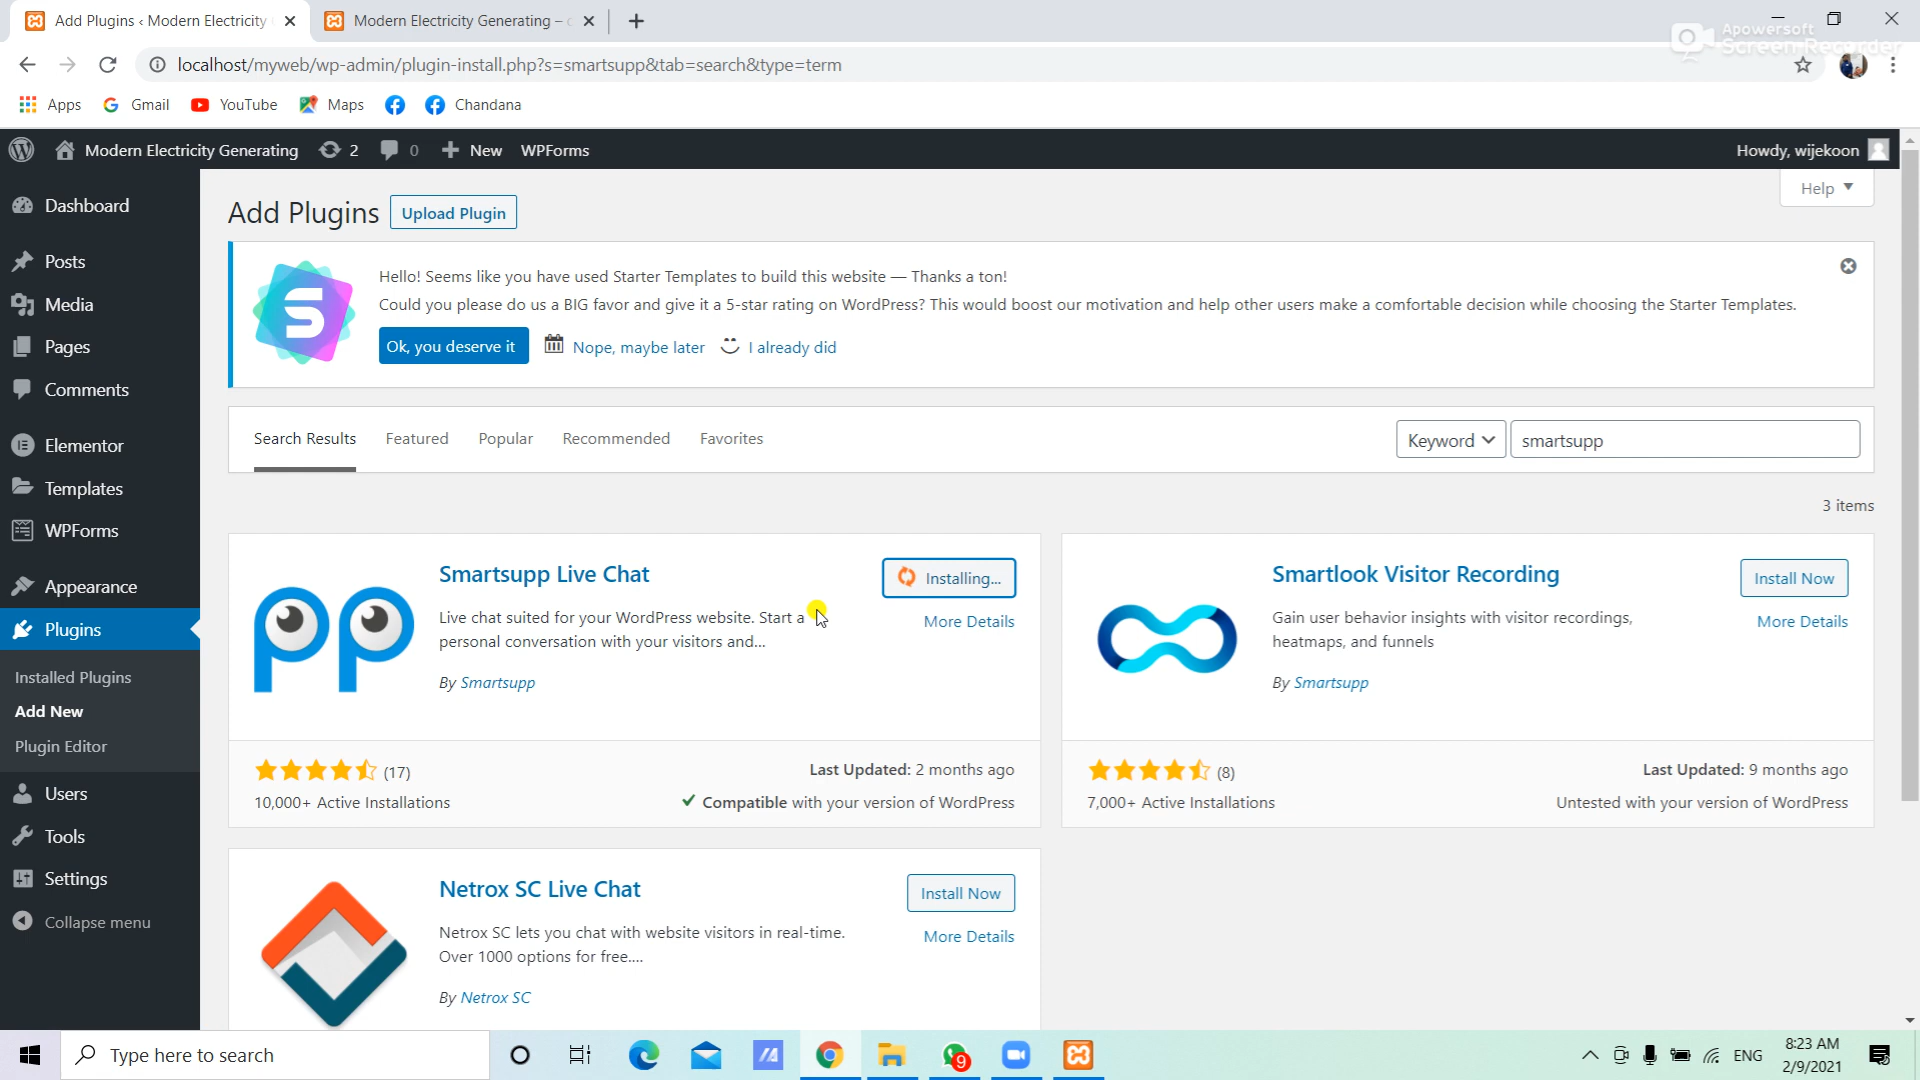 Add Plugins ‹ Modern Electricity
Modern Electricity Generating –
Apowersoft
Screen Recorder
localhost/myweb/wp-admin/plugin-install.php?s=smartsupp&tab=search&type=term
Apps
Gmail
YouTube
Maps
Chandana
Modern Electricity Generating
2
0
New
WPForms
Howdy, wijekoon
Dashboard
Posts
Media
Pages
Comments
Elementor
Templates
WPForms
Appearance
Plugins
Installed Plugins
Add New
Plugin Editor
Users
Tools
Settings
Collapse menu
Add Plugins
Upload Plugin
Help
Hello! Seems like you have used Starter Templates to build this website — Thanks a ton!
Could you please do us a BIG favor and give it a 5-star rating on WordPress? This would boost our motivation and help other users make a comfortable decision while choosing the Starter Templates.
Ok, you deserve it
Nope, maybe later
I already did
Search Results
Featured
Popular
Recommended
Favorites
Keyword
smartsupp
3 items
Smartsupp Live Chat
Installing...
More Details
Live chat suited for your WordPress website. Start a
personal conversation with your visitors and...
By Smartsupp
(17)
10,000+ Active Installations
Last Updated: 2 months ago
Compatible with your version of WordPress
Smartlook Visitor Recording
Install Now
More Details
Gain user behavior insights with visitor recordings,
heatmaps, and funnels
By Smartsupp
(8)
7,000+ Active Installations
Last Updated: 9 months ago
Untested with your version of WordPress
Netrox SC Live Chat
Install Now
More Details
Netrox SC lets you chat with website visitors in real-time.
Over 1000 options for free....
By Netrox SC
Type here to search
9
ENG
8:23 AM
2/9/2021